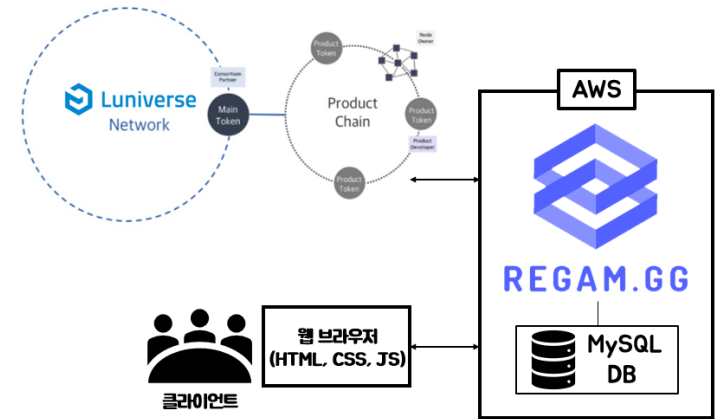 Luniverse
Network
Consortium
Partner
Main
Token
Product
Token
Node
Owner
Product
Chain
Product
Token
Product
Developer
Product
Token
AWS
REGAM.GG
MySQL
DB
웹 브라우저
(HTML, CSS, JS)
클라이언트